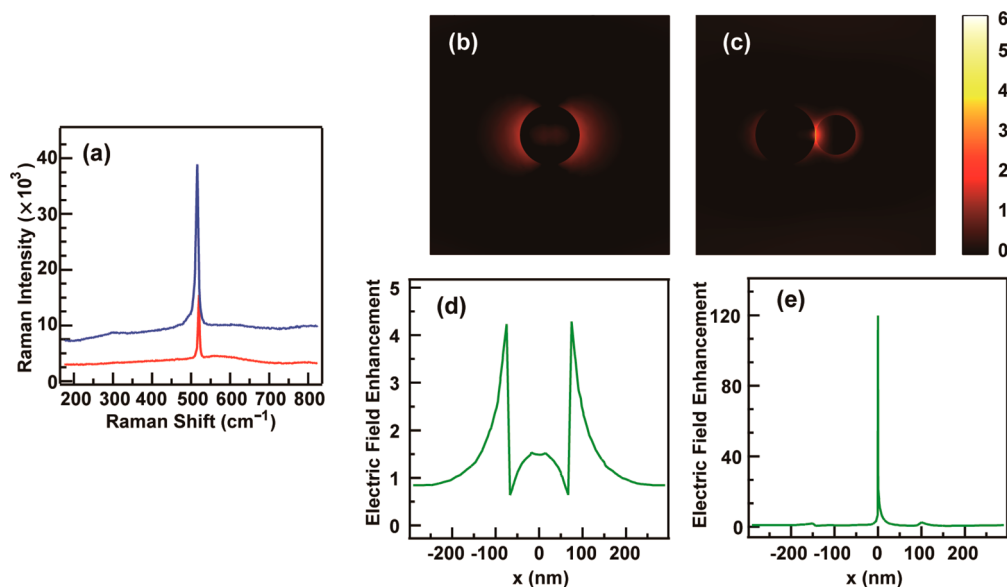 (a)
Raman Intensity (×10³)
40
30
20
10
0
200 300 400 500 600 700 800
Raman Shift (cm⁻¹)
(b)
(c)
6
5
4
3
2
1
0
(d)
Electric Field Enhancement
5
4
3
2
1
0
-200 -100 0 100 200
x (nm)
(e)
Electric Field Enhancement
120
80
40
0
-200 -100 0 100 200
x (nm)